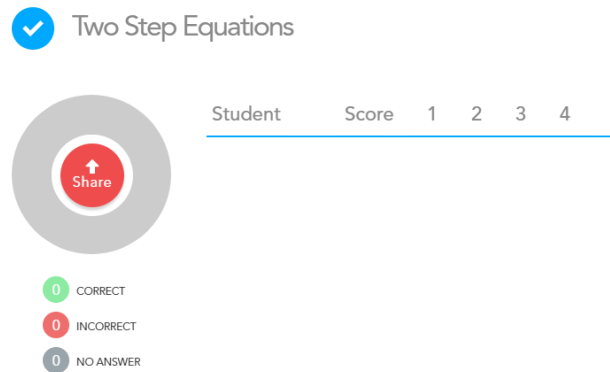 Two Step Equations
Student Score 1 2 3 4
Share
0 CORRECT
0 INCORRECT
0 NO ANSWER